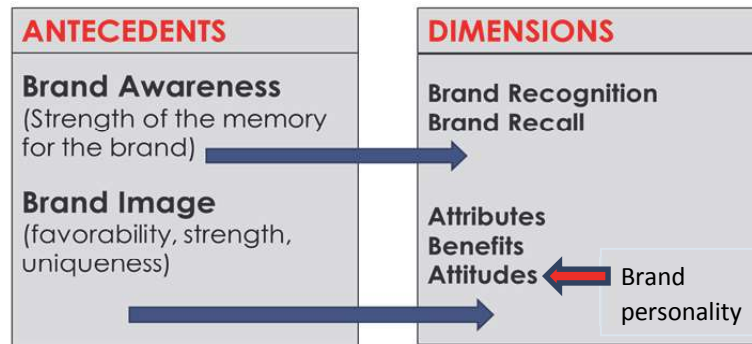 ANTECEDENTS
Brand Awareness
(Strength of the memory
for the brand)
Brand Image
(favorability, strength,
uniqueness)
DIMENSIONS
Brand Recognition
Brand Recall
Attributes
Benefits
Attitudes
Brand
personality